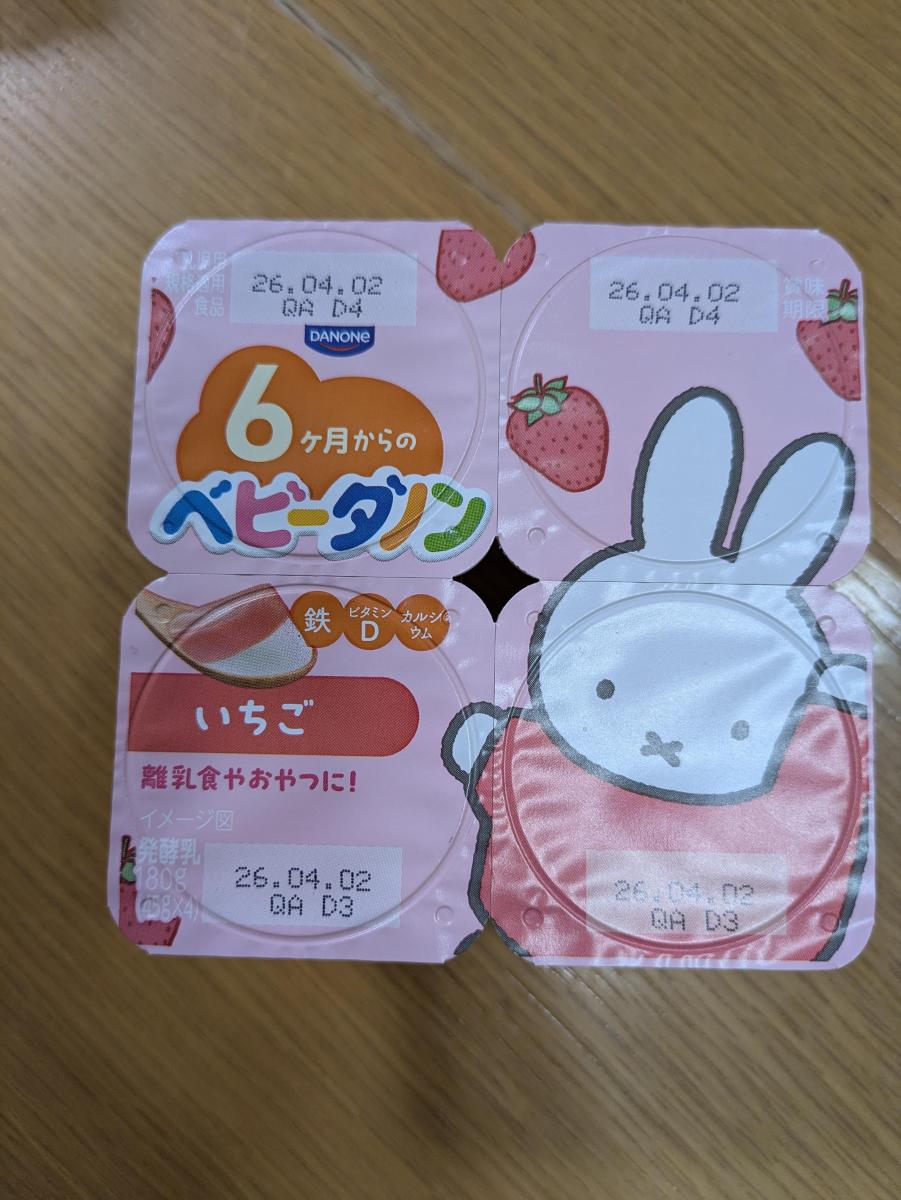 乳児用
規格適用
食品
26.04.02
QA D4
DANONE
6ヶ月からの
ベビーダノン
26.04.02
QA D4
賞味
期限
鉄
ビタミン
D
カルシ
ウム
いちご
離乳食やおやつに!
イメージ図
発酵乳
180g
(45g×4)
26.04.02
QA D3
26.04.02
QA D3